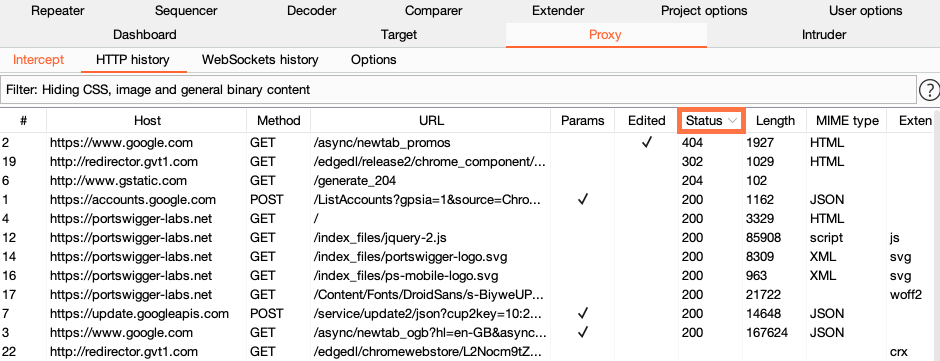 Repeater Sequencer Decoder Comparer Extender Project options User options
Dashboard Target Proxy Intruder
Intercept HTTP history WebSockets history Options
Filter: Hiding CSS, image and general binary content ?
# Host Method URL Params Edited Status Length MIME type Exten
2 https://www.google.com GET /async/newtab_promos ✓ 404 1927 HTML
19 http://redirector.gvt1.com GET /edgedl/release2/chrome_component/... 302 1029 HTML
6 http://www.gstatic.com GET /generate_204 204 102
1 https://accounts.google.com POST /ListAccounts?gpsia=1&source=Chro... ✓ 200 1162 JSON
4 https://portswigger-labs.net GET / 200 3329 HTML
12 https://portswigger-labs.net GET /index_files/jquery-2.js 200 85908 script js
14 https://portswigger-labs.net GET /index_files/portswigger-logo.svg 200 8309 XML svg
16 https://portswigger-labs.net GET /index_files/ps-mobile-logo.svg 200 963 XML svg
17 https://portswigger-labs.net GET /Content/Fonts/DroidSans/s-BiyweUP... 200 21722 woff2
7 https://update.googleapis.com POST /service/update2/json?cup2key=10:2... ✓ 200 14648 JSON
3 https://www.google.com GET /async/newtab_ogb?hl=en-GB&async... ✓ 200 167624 JSON
22 http://redirector.gvt1.com GET /edgedl/chromewebstore/L2Nocm9tZ... crx